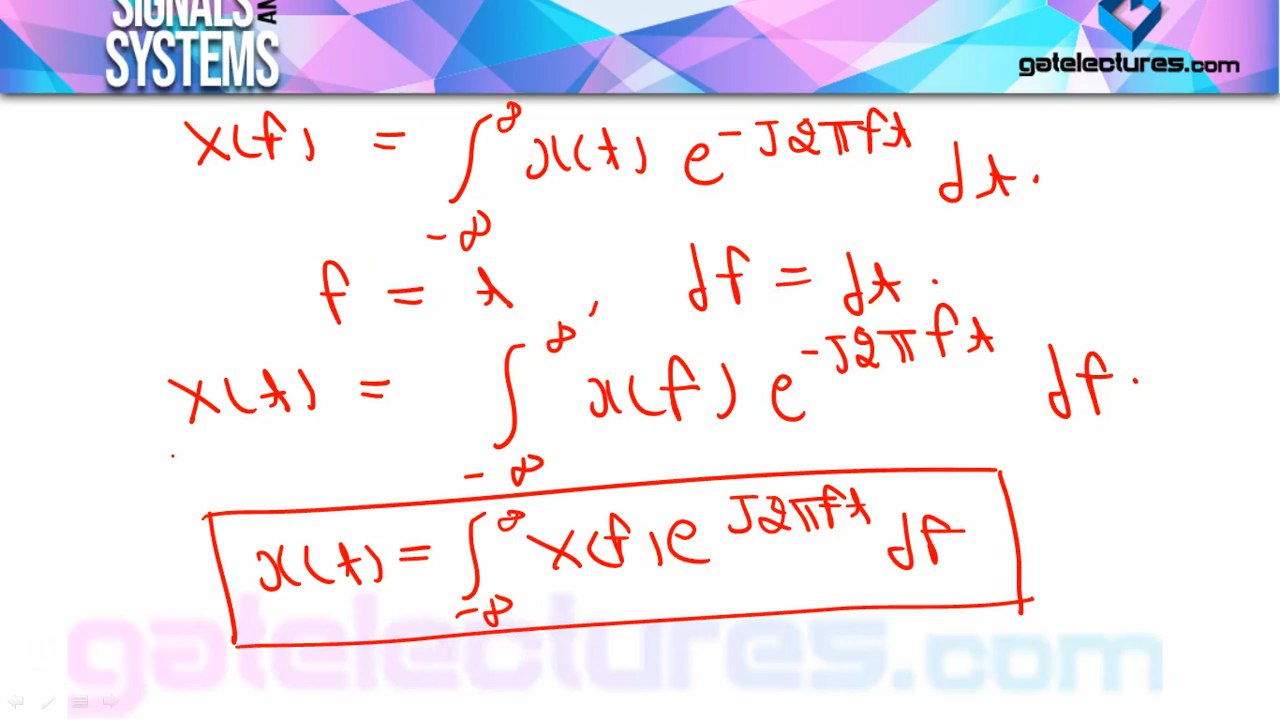 SIGNALS AND
SYSTEMS
gatelectures.com
X(f) = ∫_{-∞}^{∞} x(t) e^{-J2πft} dt.
f = t, df = dt.
X(t) = ∫_{-∞}^{∞} x(f) e^{-J2πft} df.
x(t) = ∫_{-∞}^{∞} X(f) e^{J2πft} df
gatelectures.com